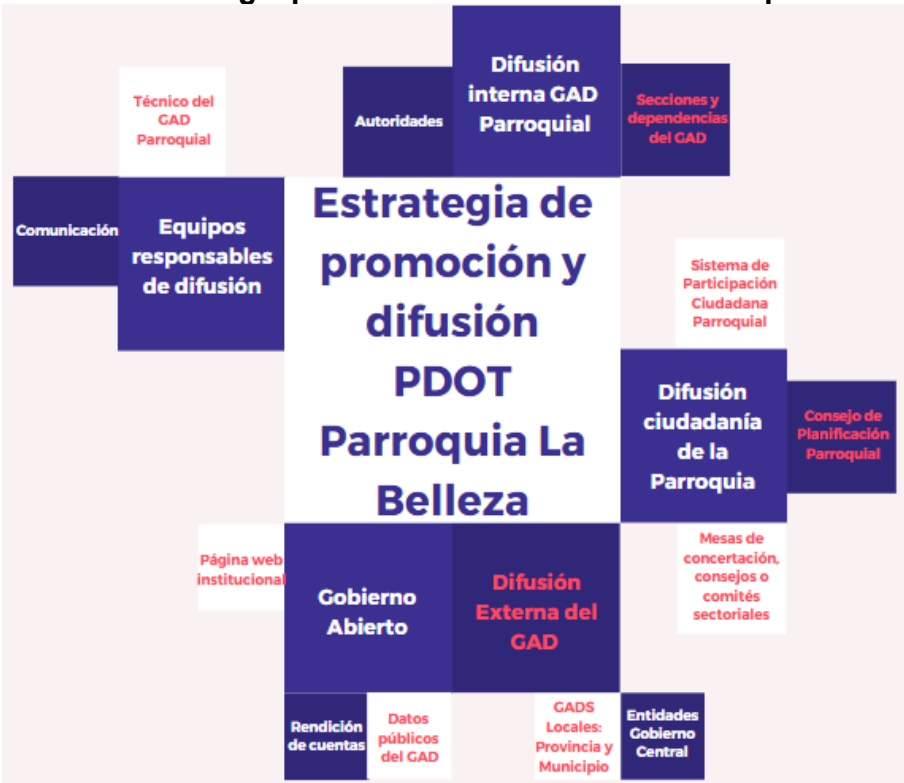 Difusión
interna GAD
Parroquial
Autoridades
Secciones y
dependencias
del GAD
Técnico del
GAD
Parroquial
Comunicación
Equipos
responsables
de difusión
Estrategia de
promoción y
difusión
PDOT
Parroquia La
Belleza
Sistema de
Participación
Ciudadana
Parroquial
Difusión
ciudadanía
de la
Parroquia
Consejo de
Planificación
Parroquial
Mesas de
concertación,
consejos o
comités
sectoriales
Página web
institucional
Gobierno
Abierto
Difusión
Externa del
GAD
Rendición
de cuentas
Datos
públicos
del GAD
GADS
Locales:
Provincia y
Municipio
Entidades
Gobierno
Central